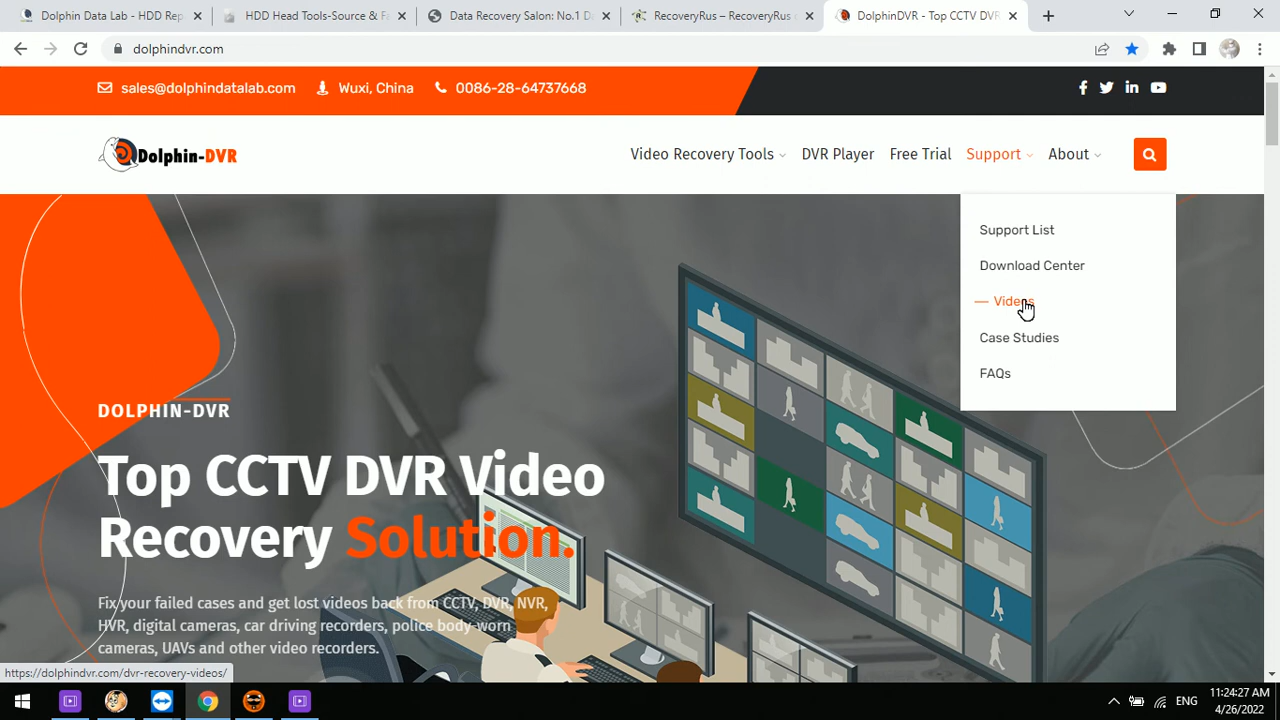 Dolphin Data Lab - HDD Rep
HDD Head Tools-Source & F
Data Recovery Salon: No.1 D
RecoveryRus – RecoveryRus
DolphinDVR - Top CCTV DVR
dolphindvr.com
sales@dolphindatalab.com Wuxi, China 0086-28-64737668
Dolphin-DVR
Video Recovery Tools DVR Player Free Trial Support About
Support List
Download Center
Videos
Case Studies
FAQs
DOLPHIN-DVR
Top CCTV DVR Video
Recovery Solution.
Fix your failed cases and get lost videos back from CCTV, DVR, NVR,
HVR, digital cameras, car driving recorders, police body-worn
cameras, UAVs and other video recorders.
https://dolphindvr.com/dvr-recovery-videos/
ENG
11:24:27 AM
4/26/2022